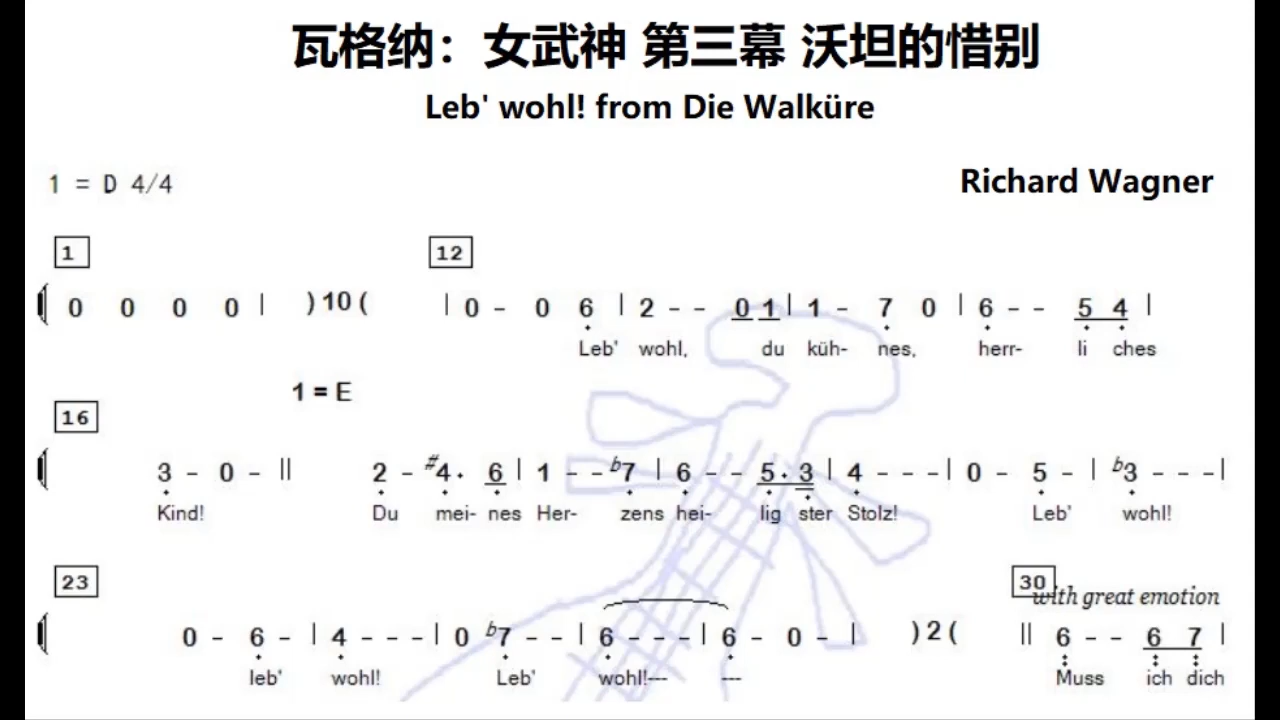 瓦格纳：女武神 第三幕 沃坦的惜别
Leb' wohl! from Die Walküre
1 = D 4/4
Richard Wagner
1 12
0 0 0 0 | ) 10 ( | 0 - 0 6 | 2 - - 0 1 | 1 - 7 0 | 6 - - 5 4 |
Leb' wohl, du küh- nes, herr- li ches
1 = E
16
3 - 0 - || 2 - #4 · 6 | 1 - - b7 | 6 - - 5 · 3 | 4 - - - | 0 - 5 - | b3 - - - |
Kind! Du mei- nes Her- zens hei- lig ster Stolz! Leb' wohl!
23 30
with great emotion
0 - 6 - | 4 - - - | 0 b7 - - | 6 - - - | 6 - 0 - | ) 2 ( || 6 - - 6 7 |
leb' wohl! Leb' wohl!--- --- Muss ich dich